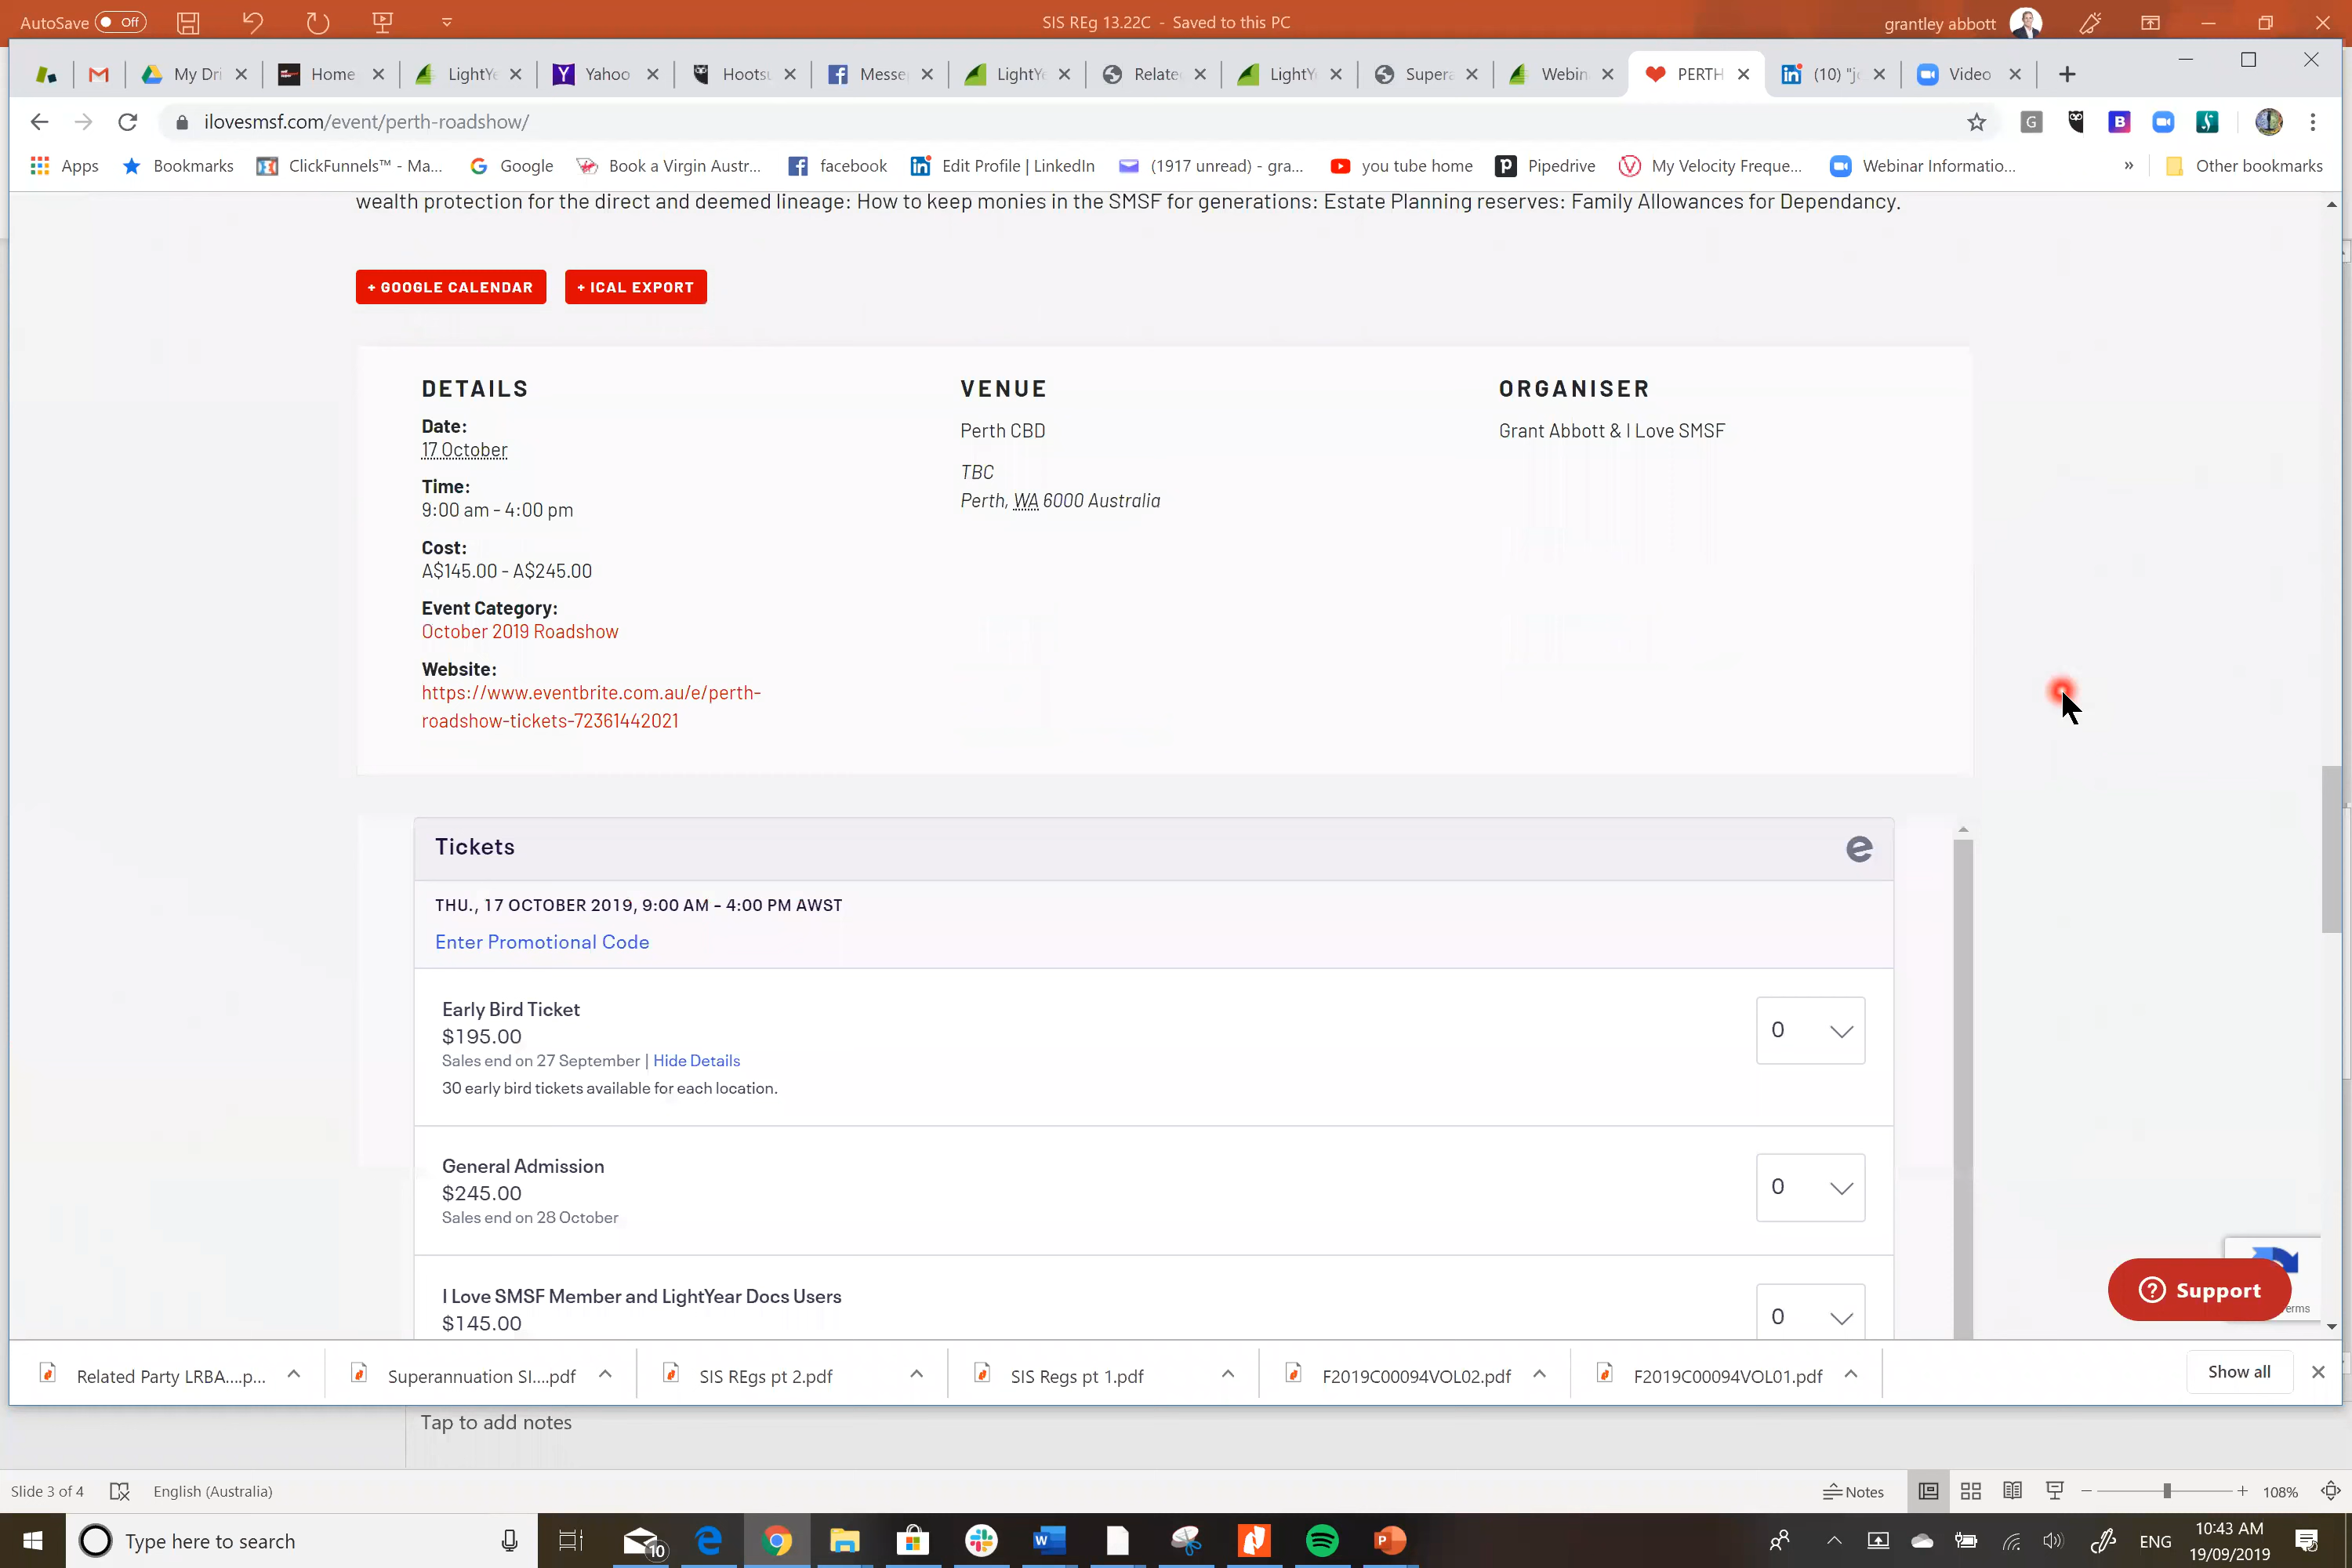 AutoSave Off SIS REg 13.22C - Saved to this PC grantley abbott
My Dri Home LightYe Yahoo Hootsu Messe LightYe Relate LightY Supera Webin PERTH (10) "jo Video
ilovesmsf.com/event/perth-roadshow/ G B
Apps Bookmarks ClickFunnels™ - Ma... Google Book a Virgin Austr... facebook Edit Profile | LinkedIn (1917 unread) - gra... you tube home Pipedrive My Velocity Freque... Webinar Informatio... » Other bookmarks
wealth protection for the direct and deemed lineage: How to keep monies in the SMSF for generations: Estate Planning reserves: Family Allowances for Dependancy.
+ GOOGLE CALENDAR + ICAL EXPORT
DETAILS
Date:
17 October
Time:
9:00 am - 4:00 pm
Cost:
A$145.00 - A$245.00
Event Category:
October 2019 Roadshow
Website:
https://www.eventbrite.com.au/e/perth-
roadshow-tickets-72361442021
VENUE
Perth CBD
TBC
Perth, WA 6000 Australia
ORGANISER
Grant Abbott & I Love SMSF
Tickets
THU., 17 OCTOBER 2019, 9:00 AM - 4:00 PM AWST
Enter Promotional Code
Early Bird Ticket
$195.00
Sales end on 27 September | Hide Details
30 early bird tickets available for each location.
0
General Admission
$245.00
Sales end on 28 October
0
I Love SMSF Member and LightYear Docs Users
$145.00
0
Support
Related Party LRBA....p... Superannuation SI....pdf SIS REgs pt 2.pdf SIS Regs pt 1.pdf F2019C00094VOL02.pdf F2019C00094VOL01.pdf Show all
Tap to add notes
Slide 3 of 4 English (Australia) Notes 108%
Type here to search 10 ENG 10:43 AM
19/09/2019